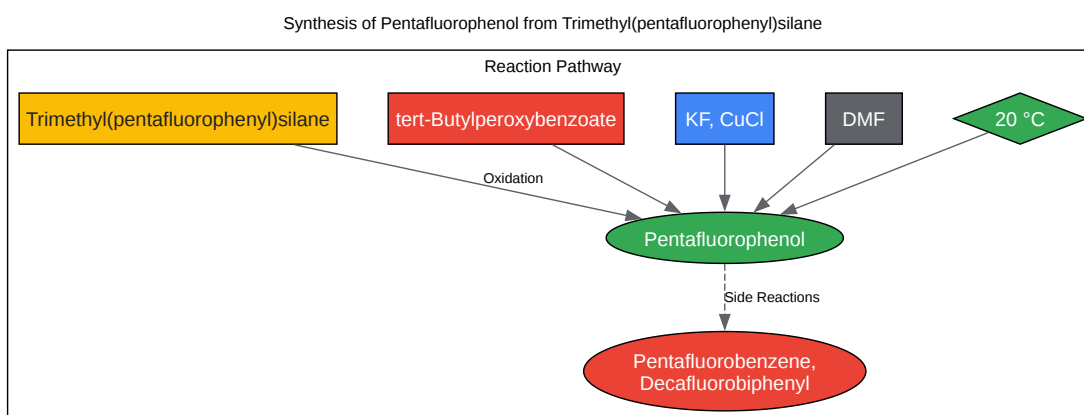 Synthesis of Pentafluorophenol from Trimethyl(pentafluorophenyl)silane
Reaction Pathway
Trimethyl(pentafluorophenyl)silane
tert-Butylperoxybenzoate
KF, CuCl
DMF
20 °C
Oxidation
Pentafluorophenol
Side Reactions
Pentafluorobenzene,
Decafluorobiphenyl